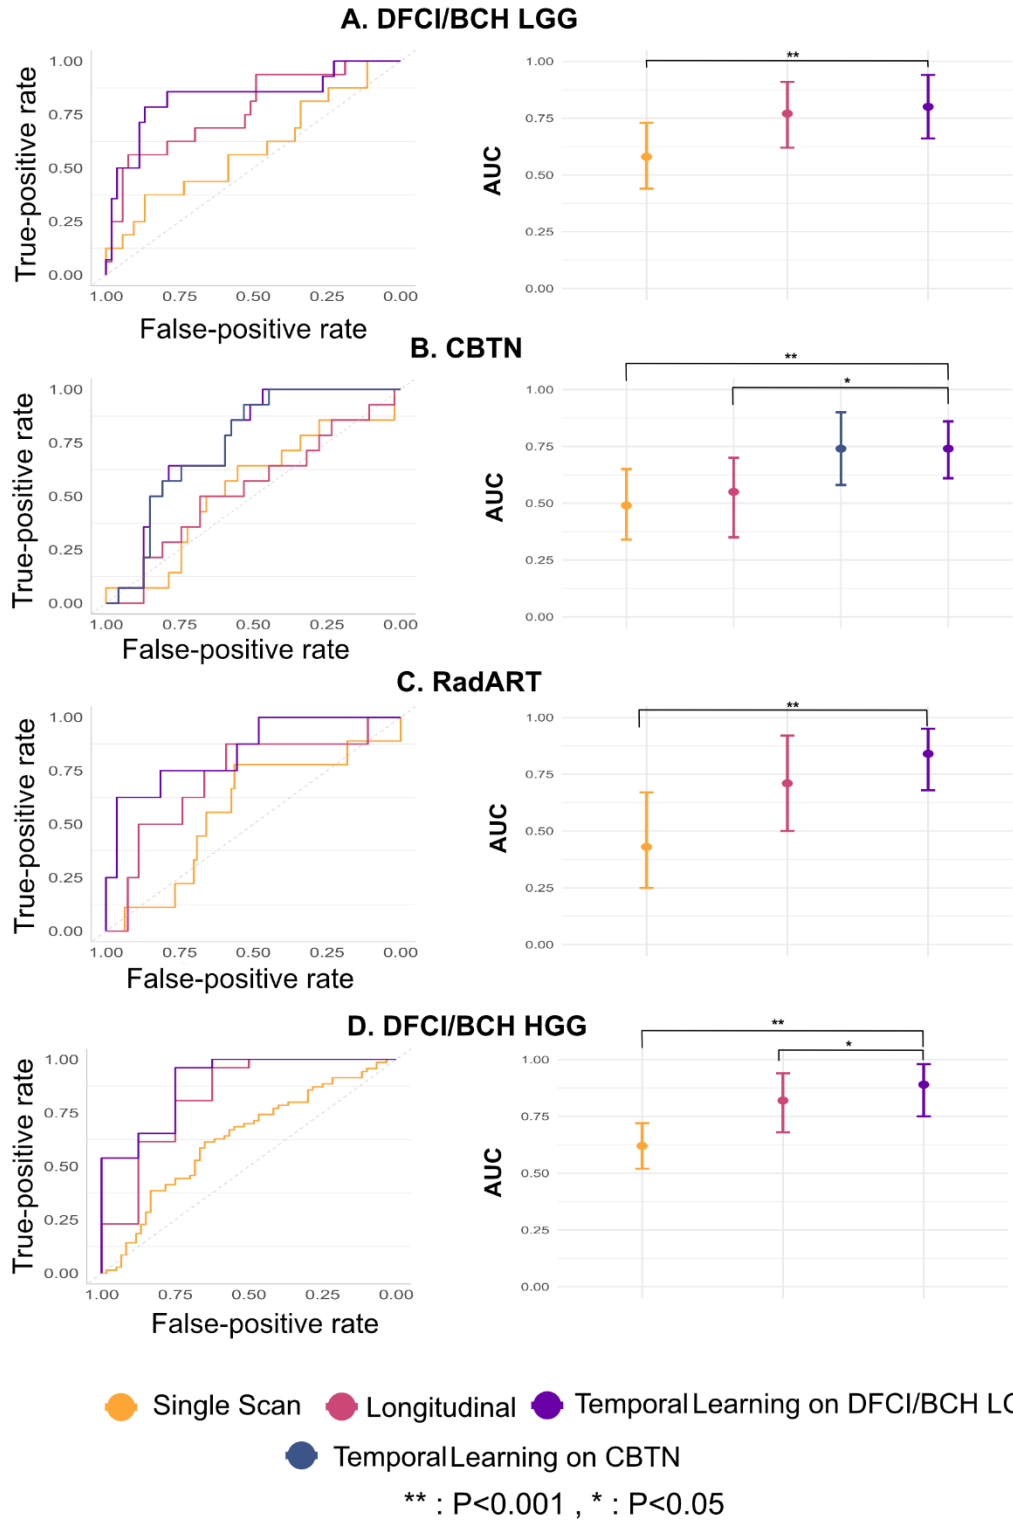 A. DFCI/BCH LGG
True-positive rate
1.00
0.75
0.50
0.25
0.00
1.00 0.75 0.50 0.25 0.00
False-positive rate
AUC
1.00
0.75
0.50
0.25
0.00
**
B. CBTN
True-positive rate
1.00
0.75
0.50
0.25
0.00
1.00 0.75 0.50 0.25 0.00
False-positive rate
AUC
1.00
0.75
0.50
0.25
0.00
**
*
C. RadART
True-positive rate
1.00
0.75
0.50
0.25
0.00
1.00 0.75 0.50 0.25 0.00
False-positive rate
AUC
1.00
0.75
0.50
0.25
0.00
**
D. DFCI/BCH HGG
True-positive rate
1.00
0.75
0.50
0.25
0.00
1.00 0.75 0.50 0.25 0.00
False-positive rate
AUC
1.00
0.75
0.50
0.25
0.00
**
*
Single Scan Longitudinal Temporal Learning on DFCI/BCH
Temporal Learning on CBTN
** : P<0.001 , * : P<0.05